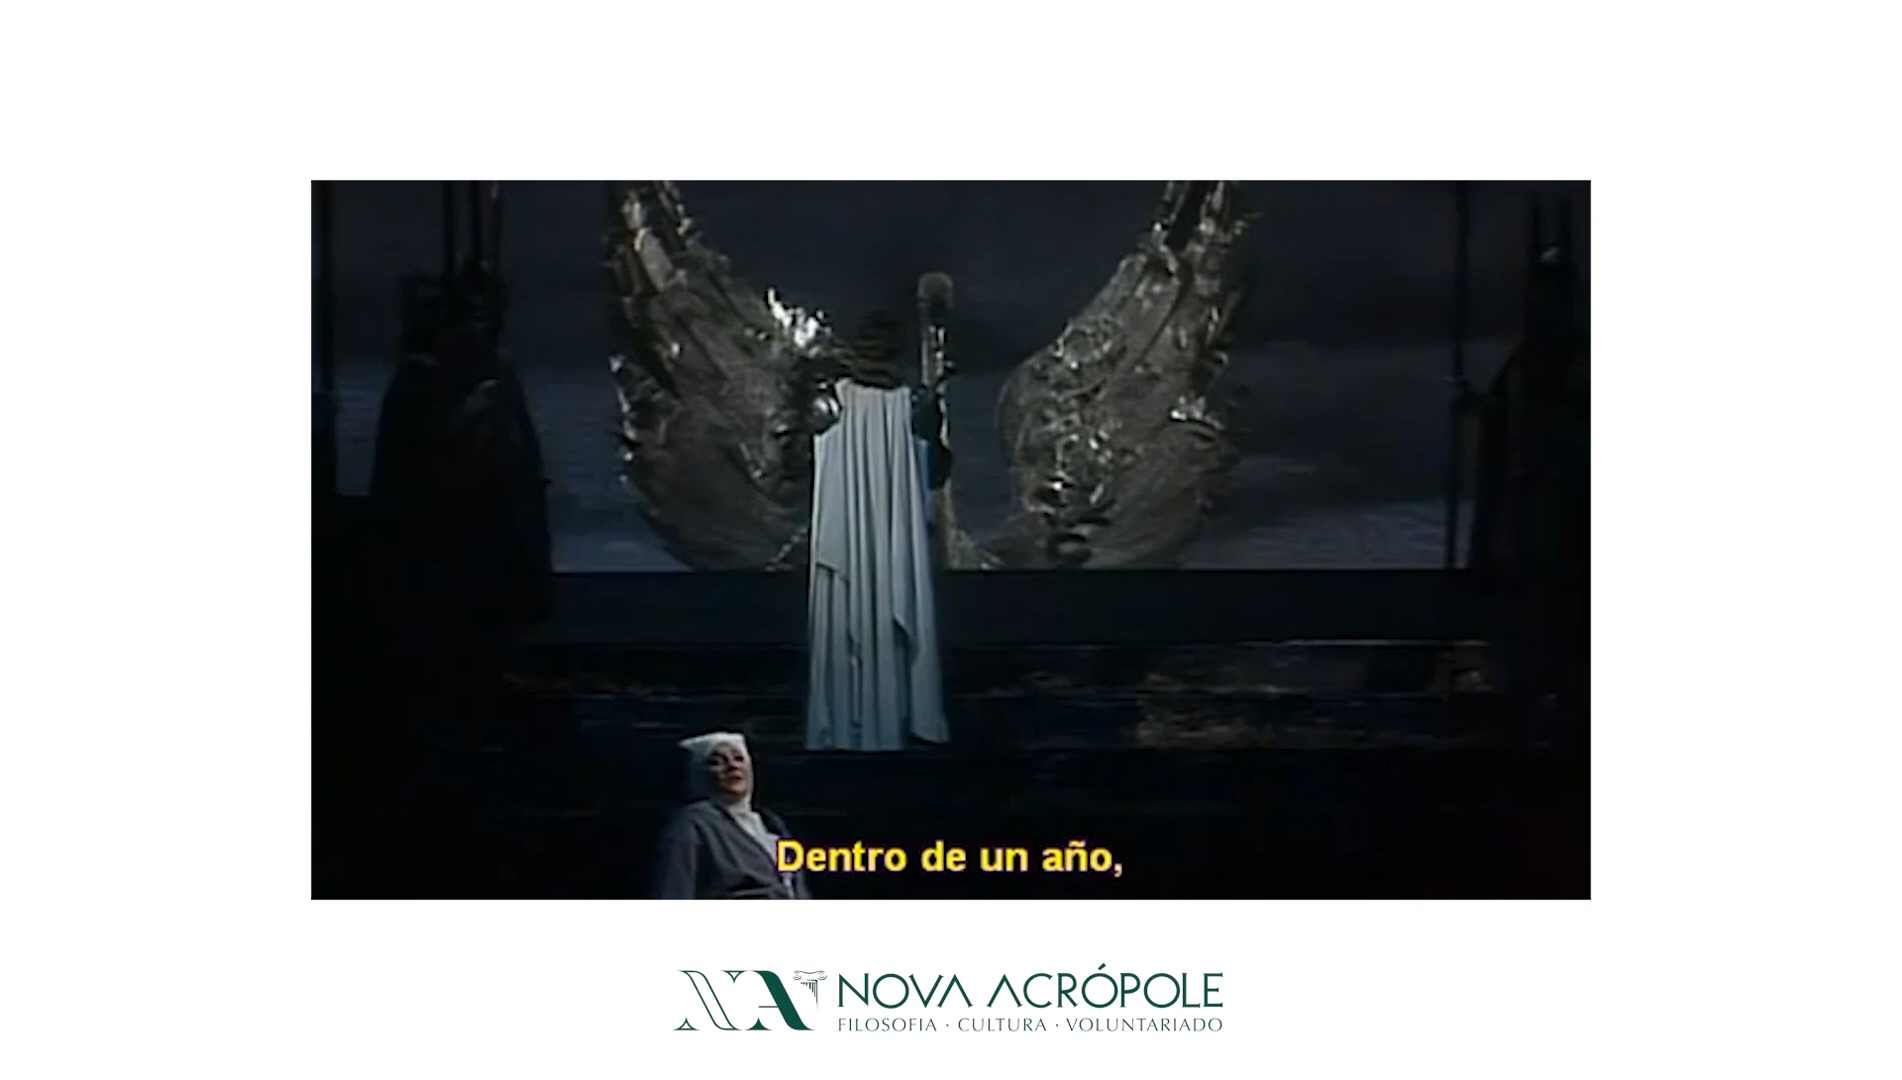 Dentro de un año,
NOVA ACRÓPOLE
FILOSOFIA · CULTURA · VOLUNTARIADO